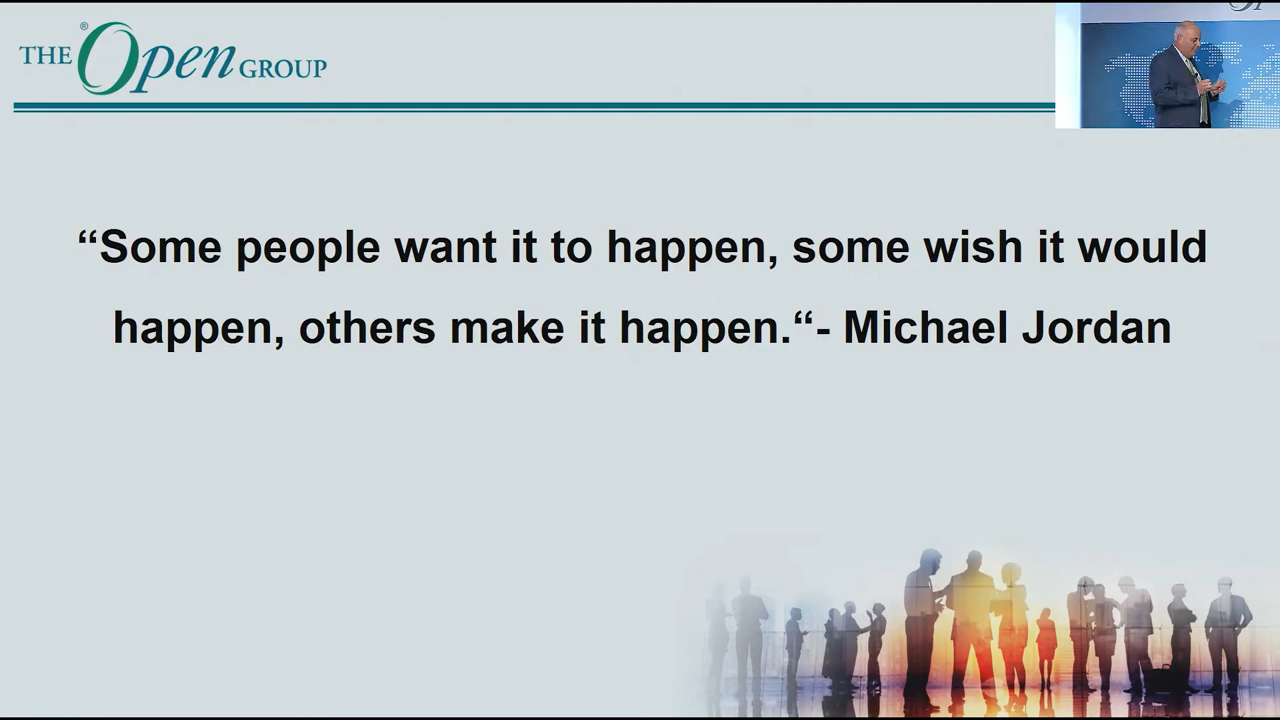 THE Open GROUP
“Some people want it to happen, some wish it would
happen, others make it happen.“- Michael Jordan